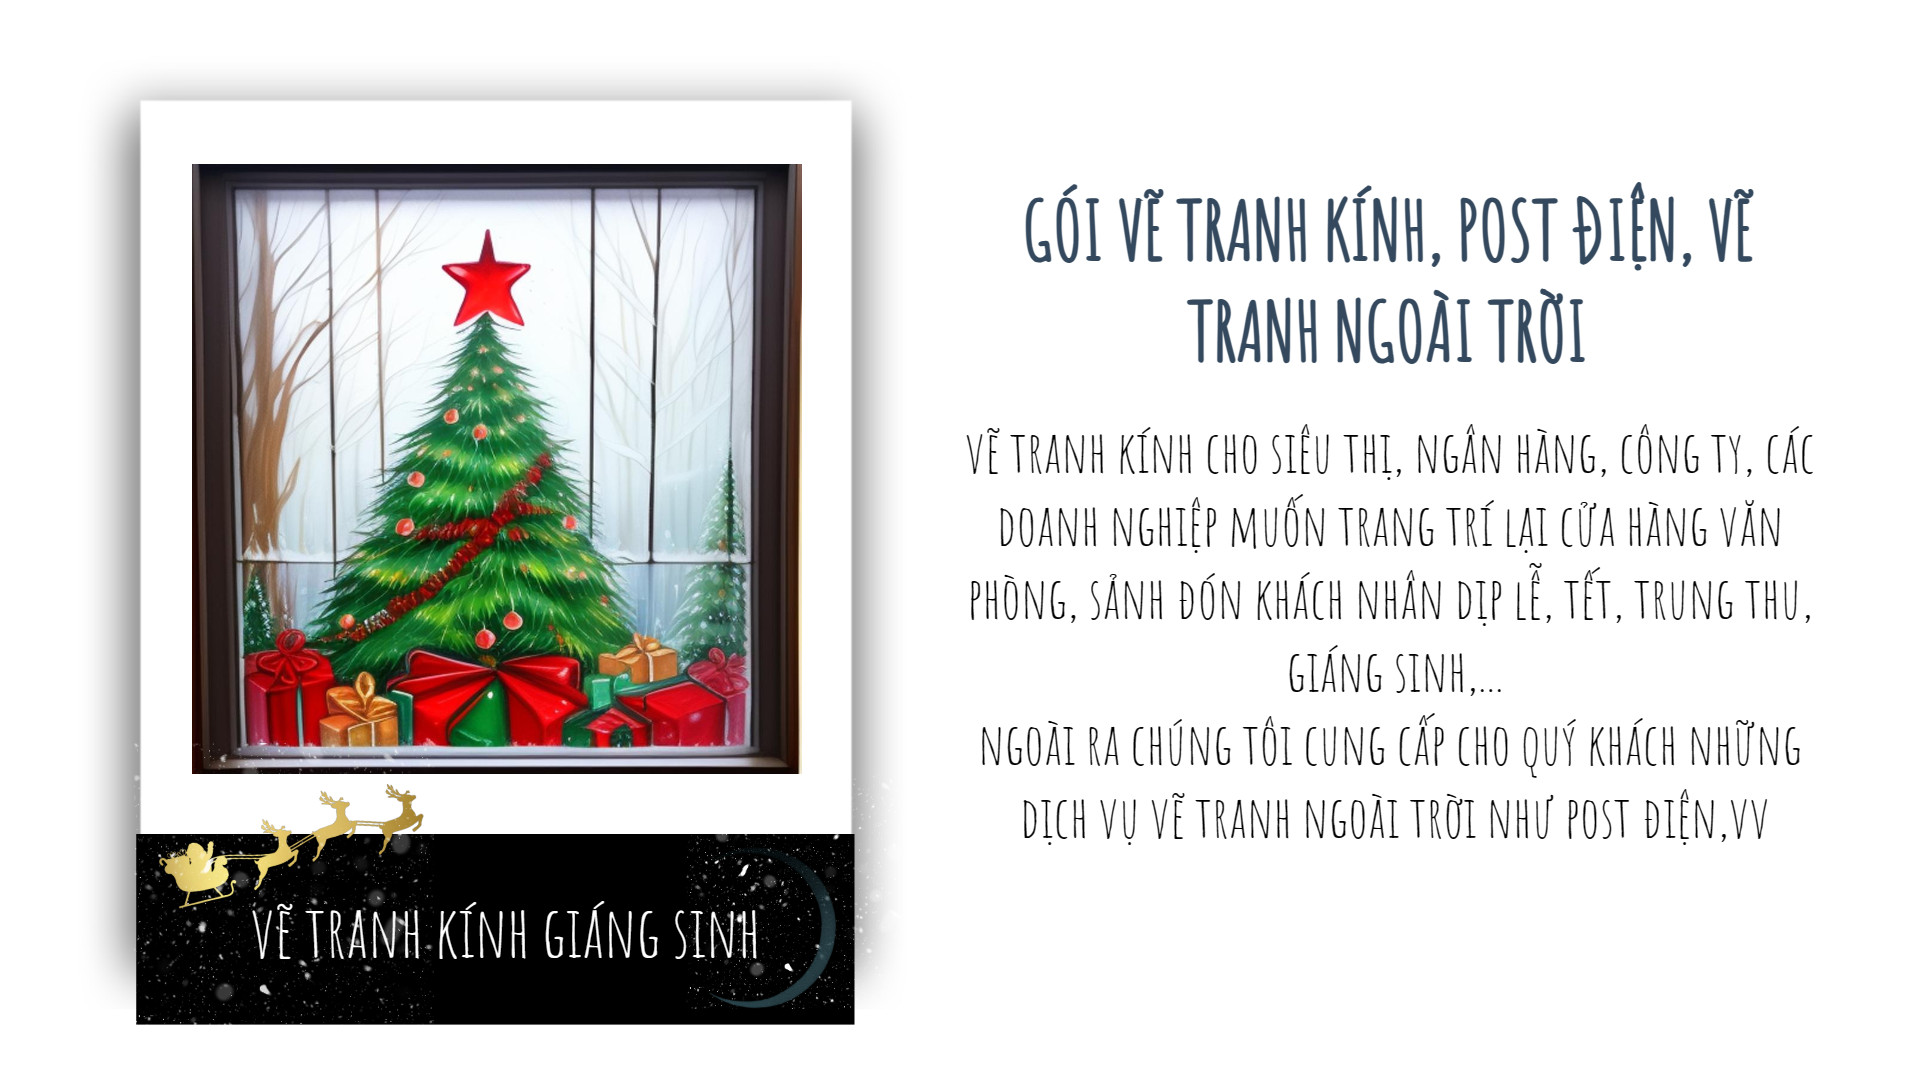 GÓI VẼ TRANH KÍNH, POST ĐIỆN, VẼ
TRANH NGOÀI TRỜI
VẼ TRANH KÍNH CHO SIÊU THỊ, NGÂN HÀNG, CÔNG TY, CÁC
DOANH NGHIỆP MUỐN TRANG TRÍ LẠI CỬA HÀNG VĂN
PHÒNG, SẢNH ĐÓN KHÁCH NHÂN DỊP LỄ, TẾT, TRUNG THU,
GIÁNG SINH,...
NGOÀI RA CHÚNG TÔI CUNG CẤP CHO QUÝ KHÁCH NHỮNG
DỊCH VỤ VẼ TRANH NGOÀI TRỜI NHƯ POST ĐIỆN,VV
VẼ TRANH KÍNH GIÁNG SINH